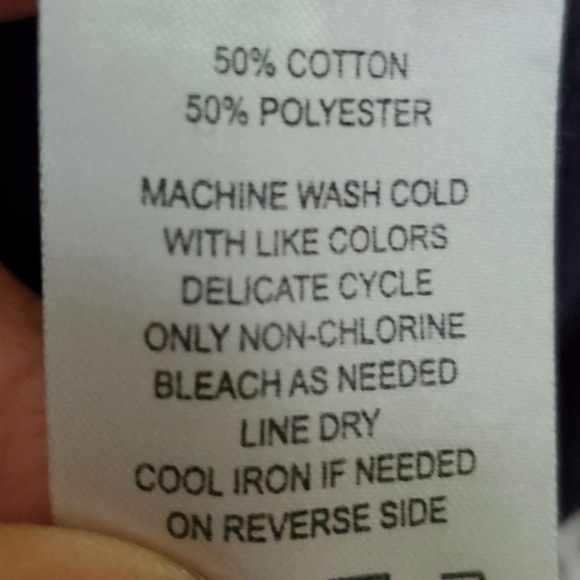 50% COTTON
50% POLYESTER
MACHINE WASH COLD
WITH LIKE COLORS
DELICATE CYCLE
ONLY NON-CHLORINE
BLEACH AS NEEDED
LINE DRY
COOL IRON IF NEEDED
ON REVERSE SIDE